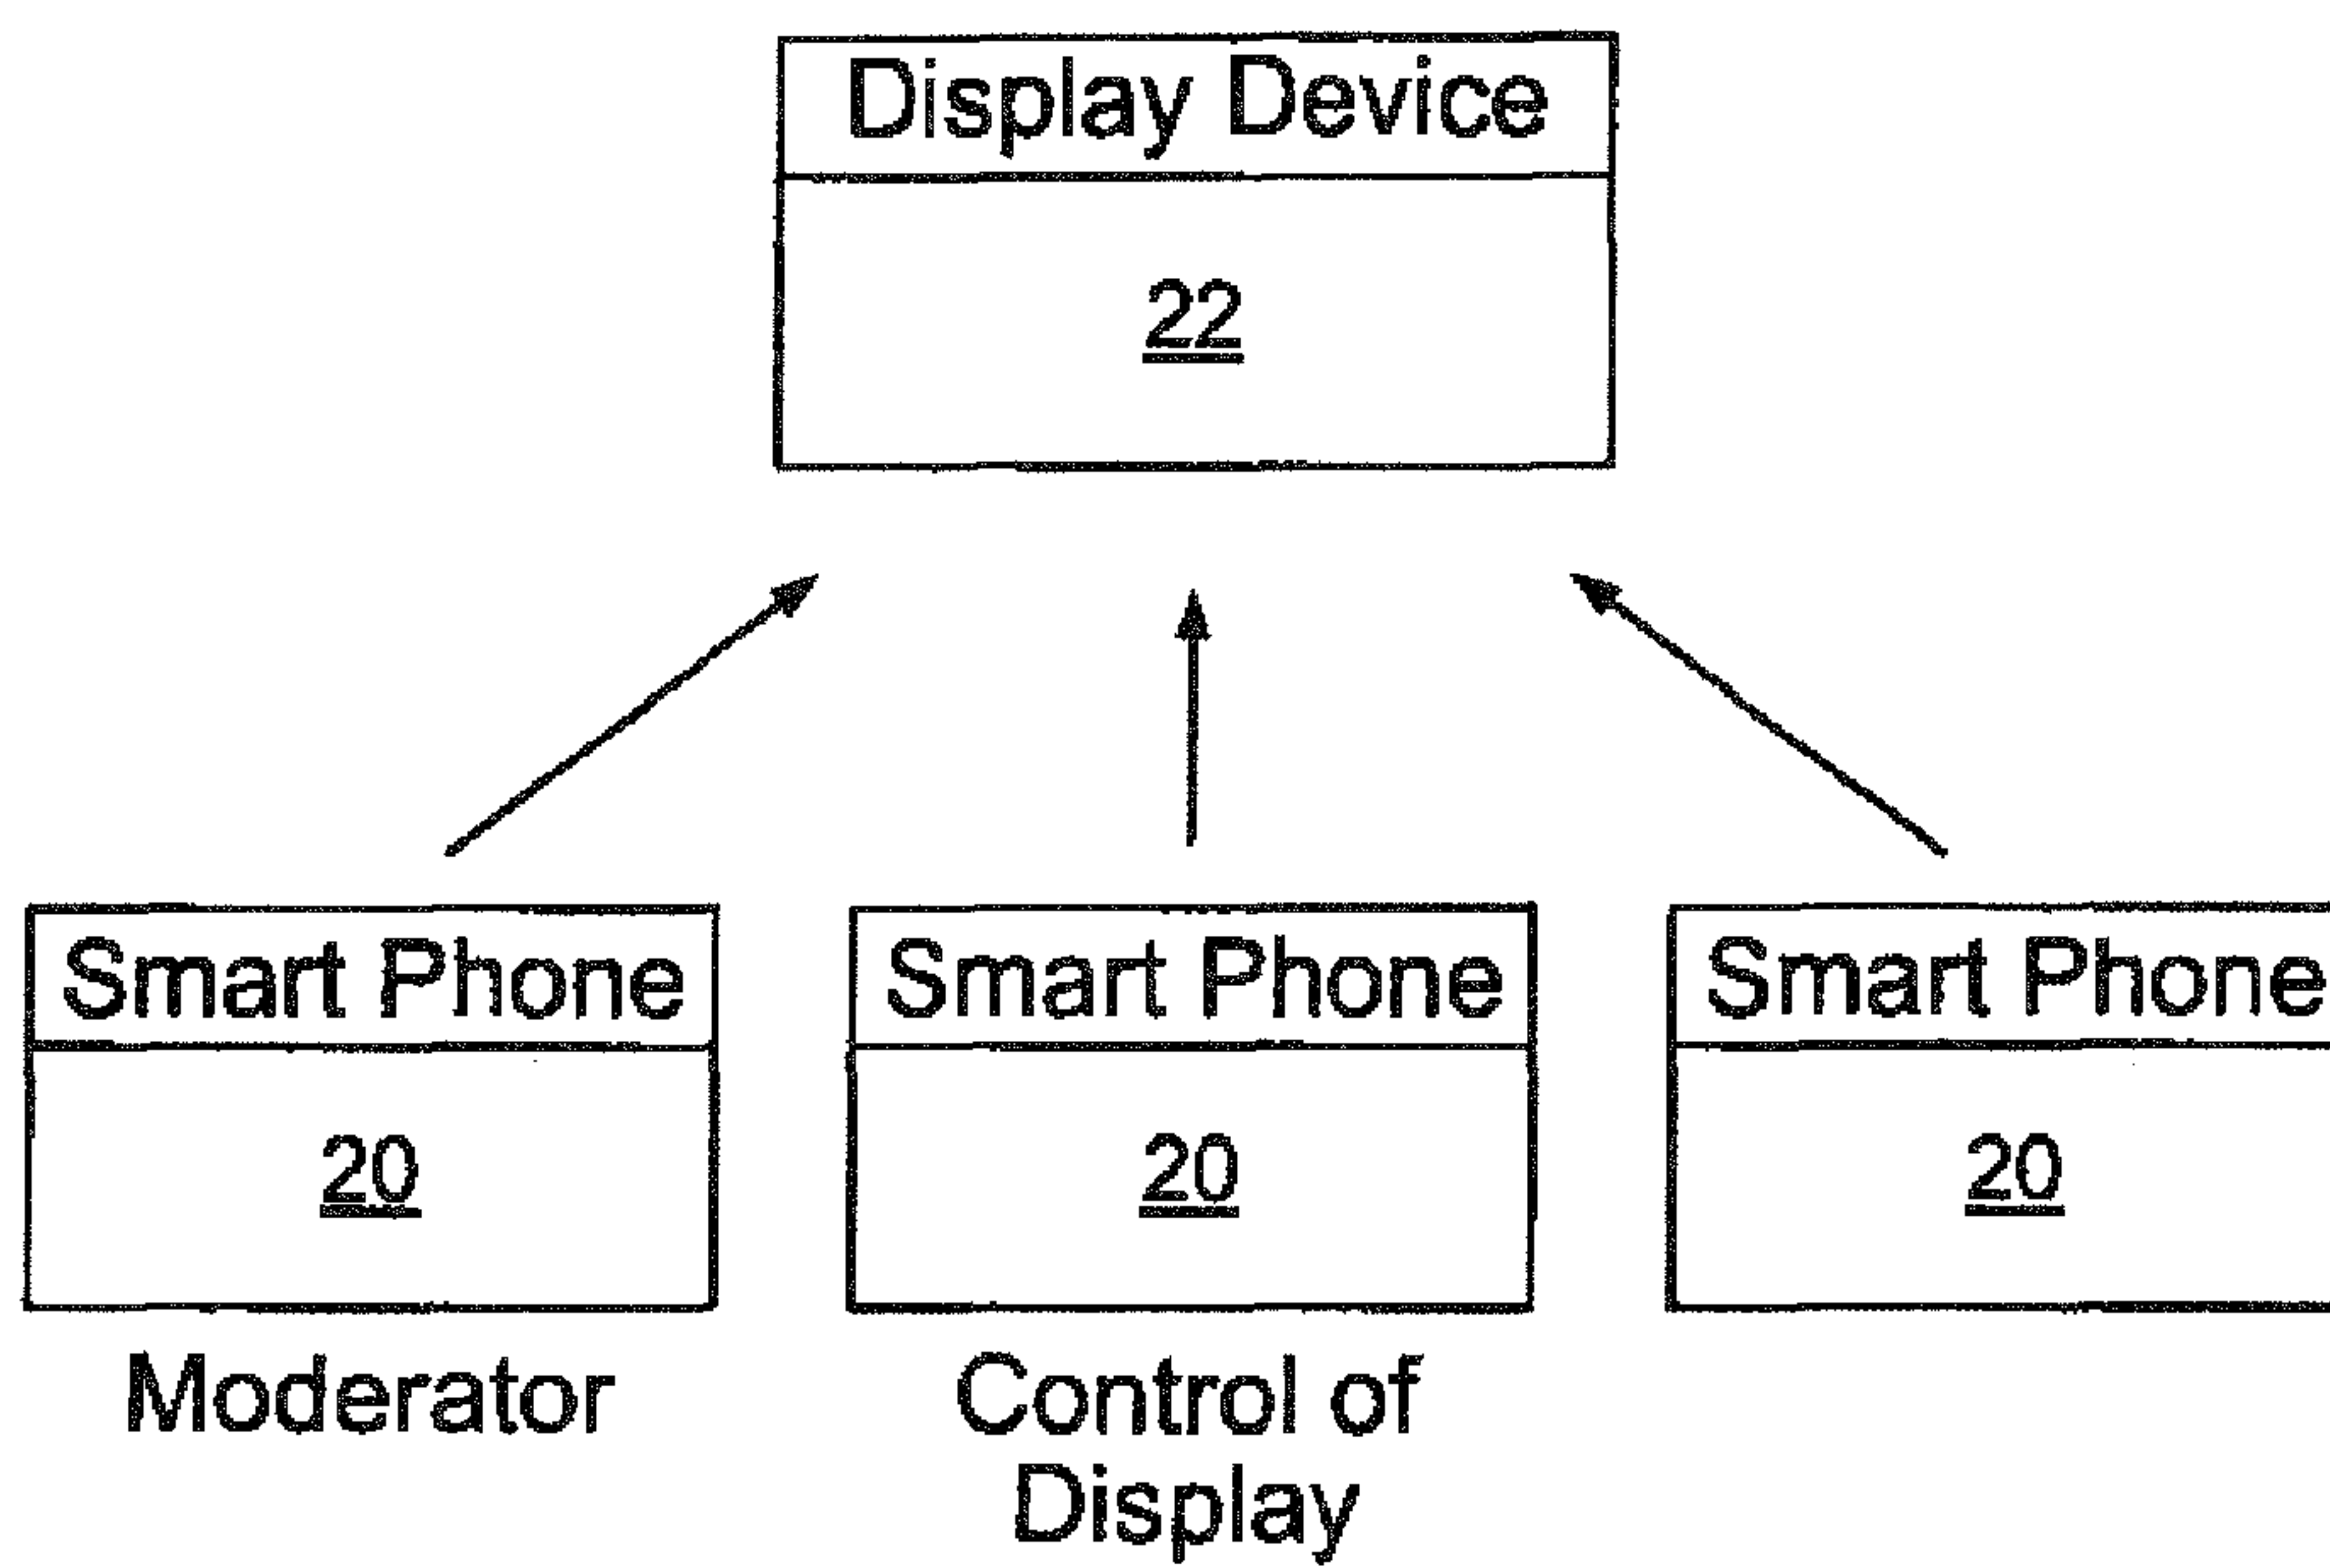 Display Device
22
Smart Phone
Smart Phone
Smart Phone
20
20
20
Moderator
Control of
Display